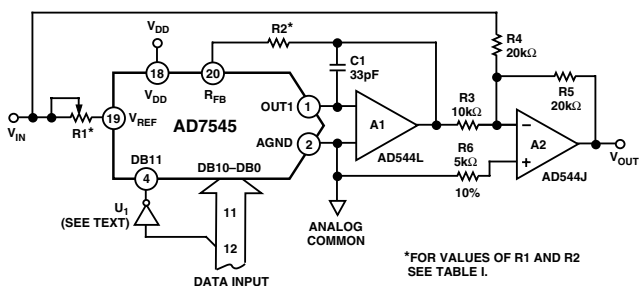 VDD
R2*
R4
20kΩ
C1
33pF
R5
20kΩ
18
20
VDD
RFB
OUT1
1
VIN
R1*
19
VREF
AD7545
A1
R3
10kΩ
–
AGND
2
R6
5kΩ
10%
+
A2
VOUT
DB11
DB10–DB0
AD544L
AD544J
4
U1
(SEE TEXT)
11
12
ANALOG
COMMON
*FOR VALUES OF R1 AND R2
SEE TABLE I.
DATA INPUT